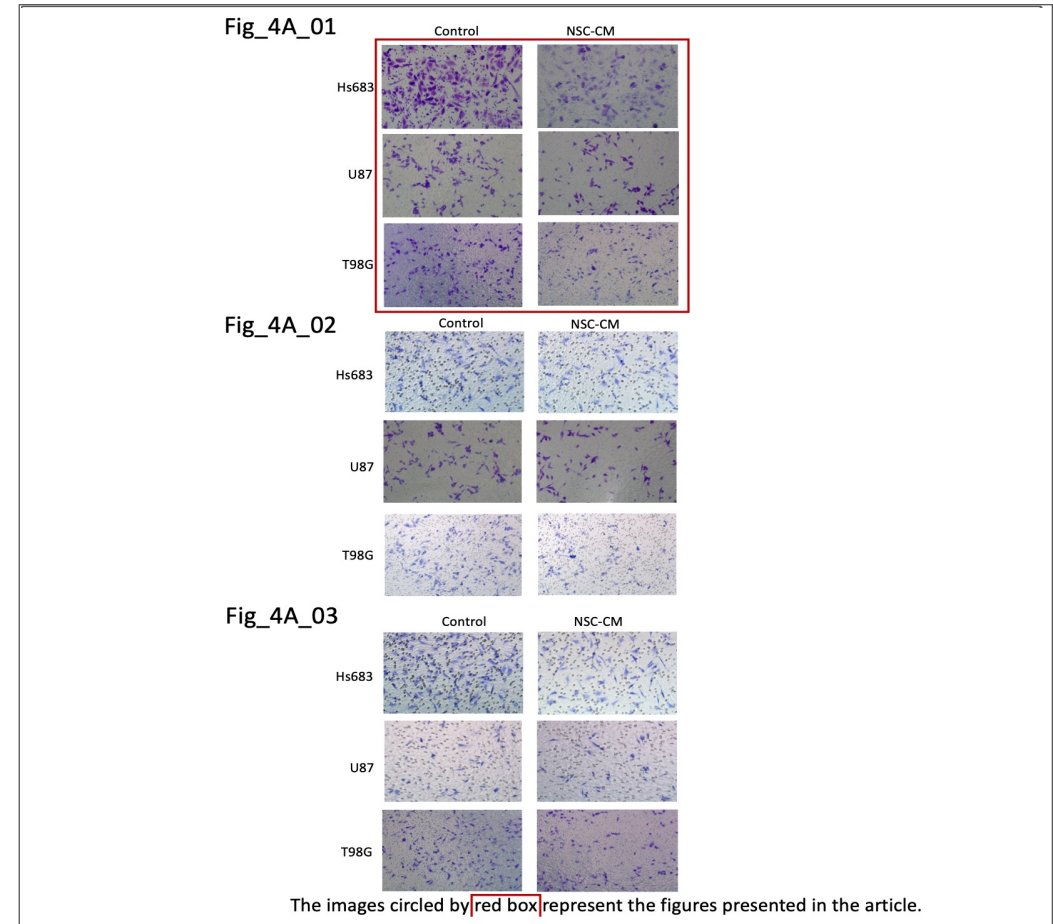 Fig_4A_01
Control NSC-CM
Hs683
U87
T98G
Fig_4A_02
Control NSC-CM
Hs683
U87
T98G
Fig_4A_03
Control NSC-CM
Hs683
U87
T98G
The images circled by red box represent the figures presented in the article.